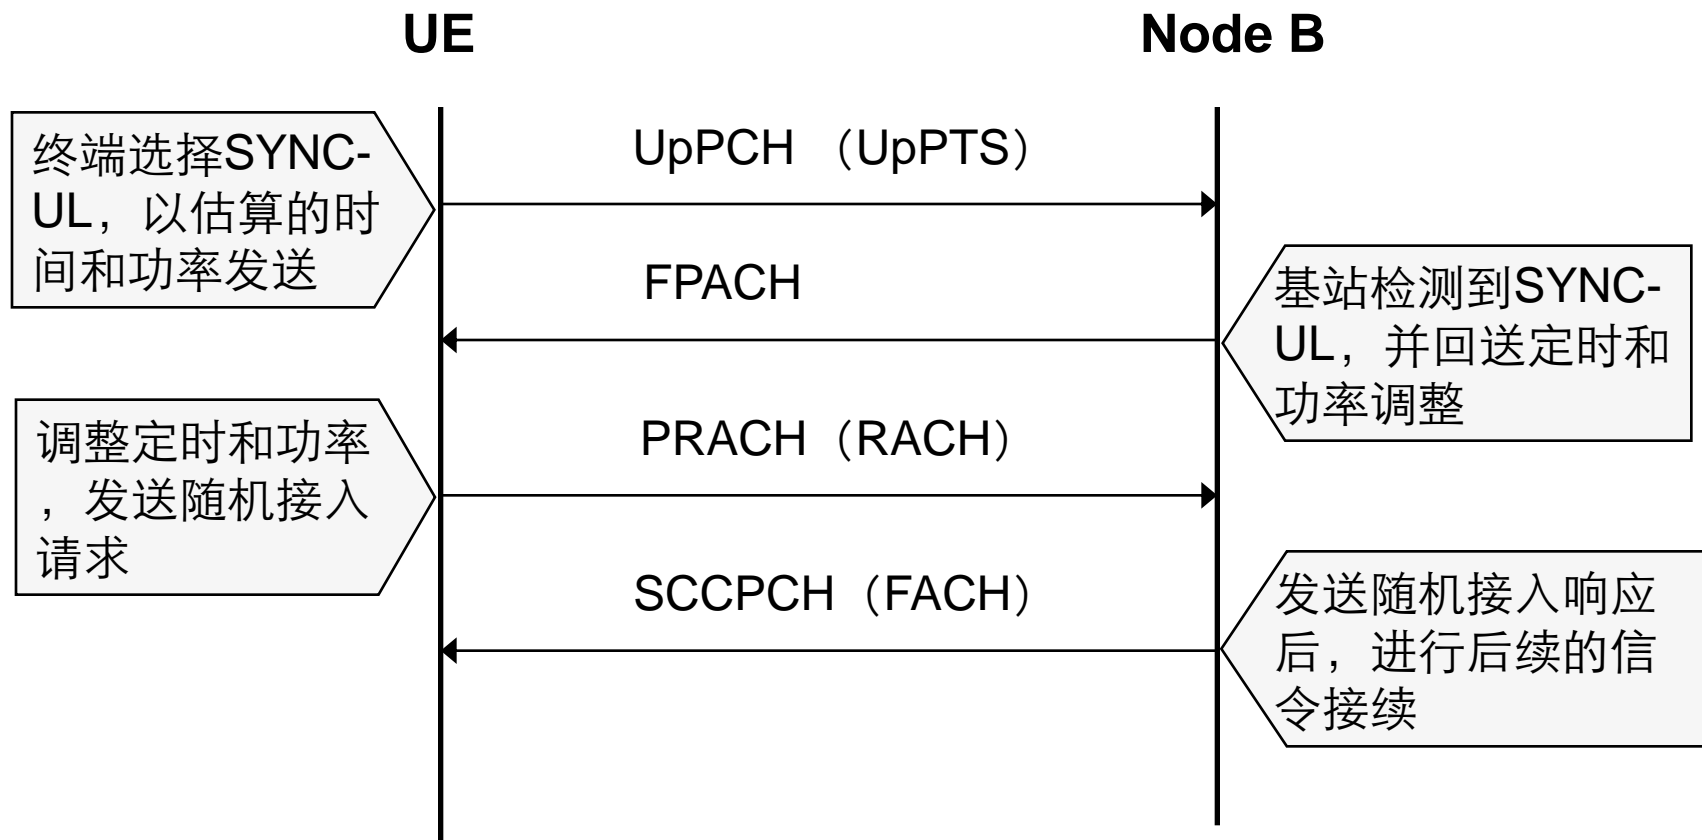 UE
Node B
终端选择SYNC-
UL，以估算的时
间和功率发送
UpPCH （UpPTS）
FPACH
基站检测到SYNC-
UL，并回送定时和
功率调整
调整定时和功率
，发送随机接入
请求
PRACH（RACH）
SCCPCH（FACH）
发送随机接入响应
后，进行后续的信
令接续